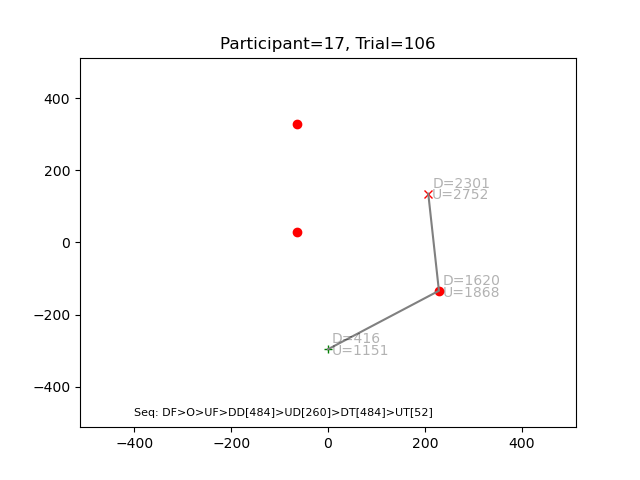 Participant=17, Trial=106
400
200
0
−200
−400
D=2301
U=2752
D=1620
U=1868
D=416
U=1151
Seq: DF>O>UF>DD[484]>UD[260]>DT[484]>UT[52]
−400 −200 0 200 400